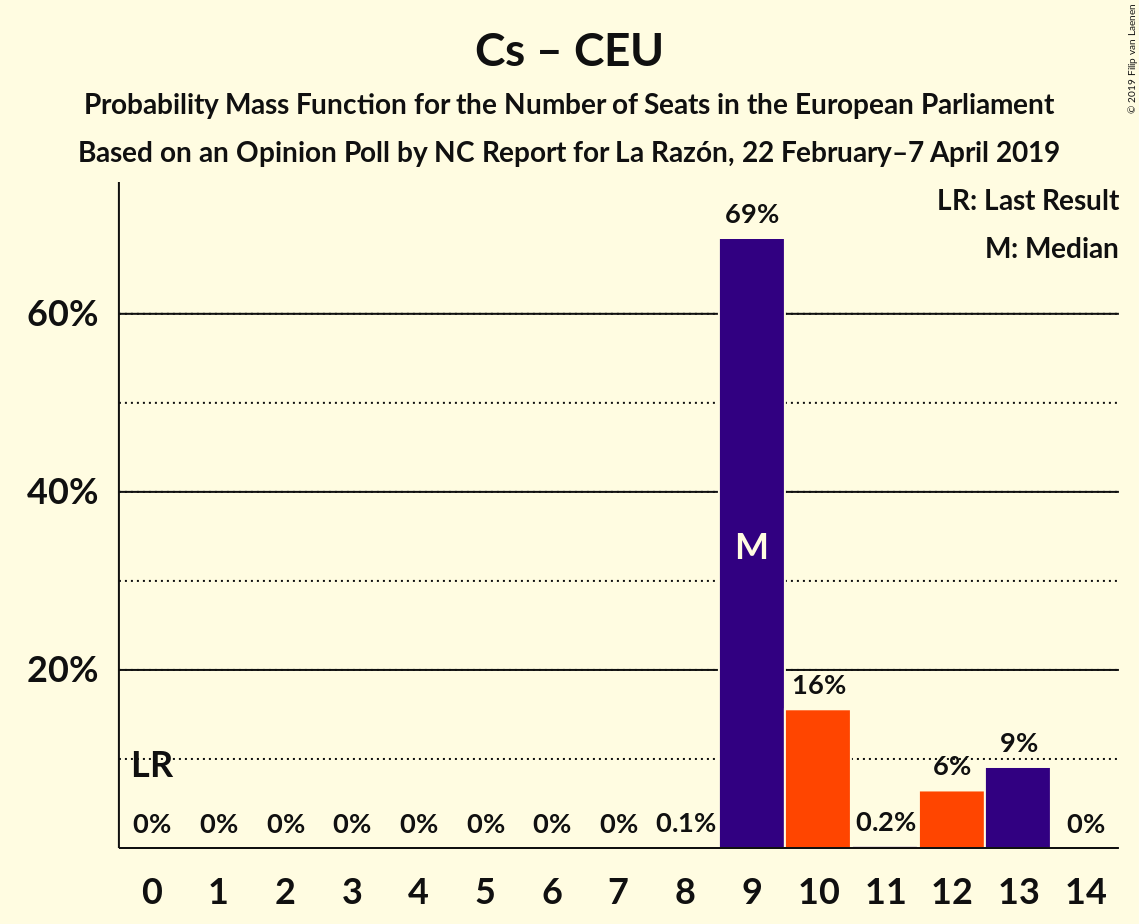 Cs – CEU
Probability Mass Function for the Number of Seats in the European Parliament
Based on an Opinion Poll by NC Report for La Razón, 22 February–7 April 2019
© 2019 Filip van Laenen
LR: Last Result
M: Median
60%
40%
20%
69%
M
16%
9%
6%
LR
0% 0% 0% 0% 0% 0% 0% 0% 0.1% 0.2% 0%
0 1 2 3 4 5 6 7 8 9 10 11 12 13 14